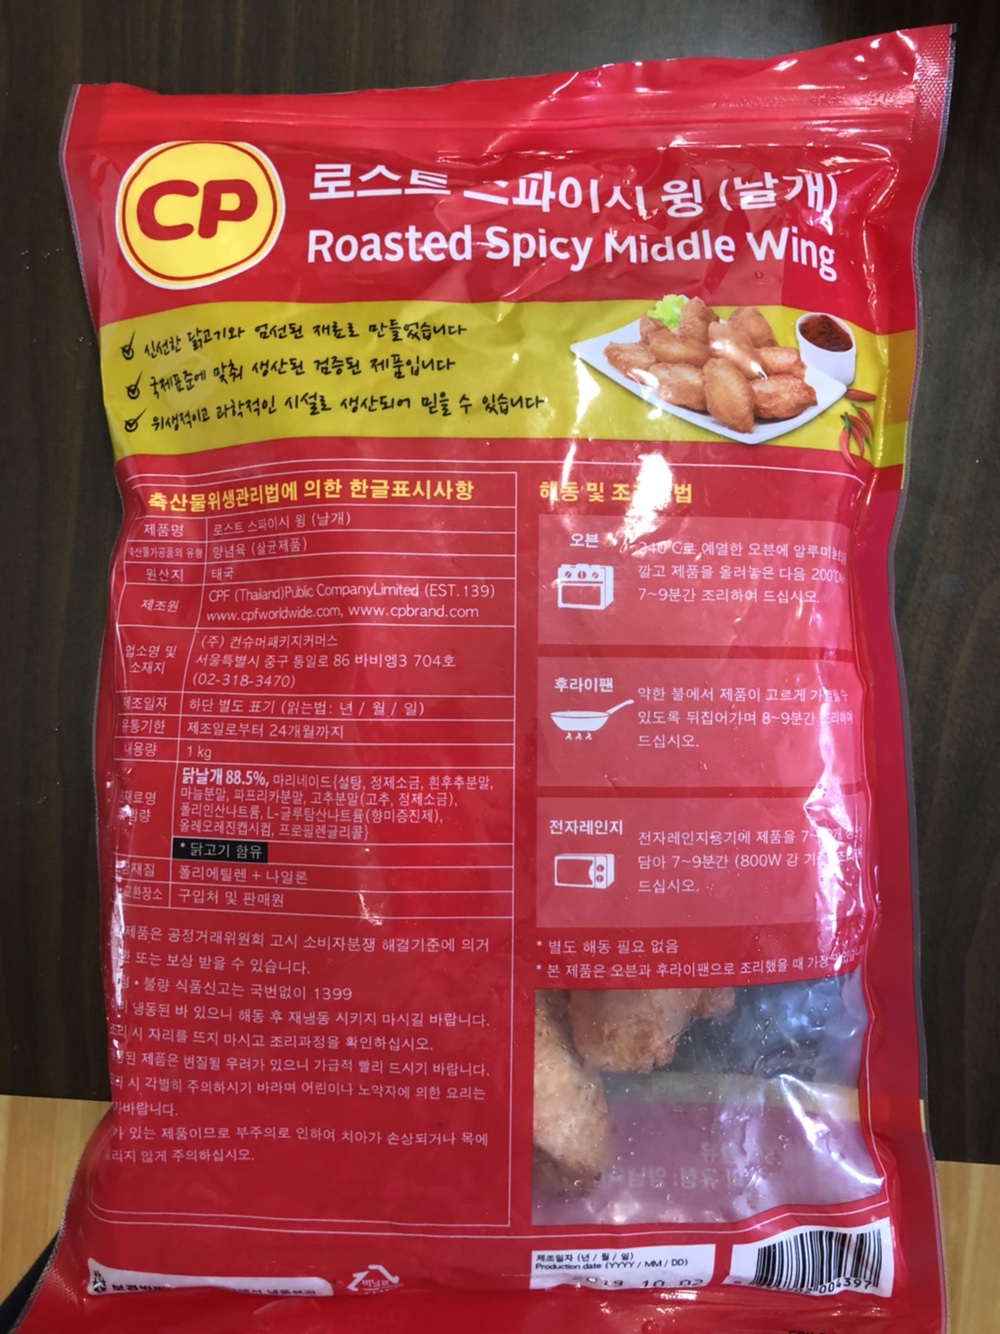 CP
로스트 스파이시 윙 (날개)
Roasted Spicy Middle Wing
신선한 닭고기와 엄선된 재료로 만들었습니다
국제표준에 맞춰 생산된 검증된 제품입니다
위생적이고 과학적인 시설로 생산되어 믿을 수 있습니다
축산물위생관리법에 의한 한글표시사항
제품명 로스트 스파이시 윙 (날개)
축산물가공품의 유형 양념육 (살균제품)
원산지 태국
제조원 CPF (Thailand)Public CompanyLimited (EST.139)
www.cpfworldwide.com, www.cpbrand.com
업소명 및 소재지 (주) 컨슈머패키지커머스
서울특별시 중구 통일로 86 바비엥3 704호
(02-318-3470)
제조일자 하단 별도 표기 (읽는법: 년 / 월 / 일)
유통기한 제조일로부터 24개월까지
내용량 1 kg
닭날개 88.5%, 마리네이드{설탕, 정제소금, 흰후추분말,
마늘분말, 파프리카분말, 고추분말(고추, 정제소금),
폴리인산나트륨, L-글루탐산나트륨(향미증진제),
올레오레진캡시컴, 프로필렌글리콜}
* 닭고기 함유
폴리에틸렌 + 나일론
교환장소 구입처 및 판매원
제품은 공정거래위원회 고시 소비자분쟁 해결기준에 의거
또는 보상 받을 수 있습니다.
• 불량 식품신고는 국번없이 1399
냉동된 바 있으니 해동 후 재냉동 시키지 마시길 바랍니다.
시 자리를 뜨지 마시고 조리과정을 확인하십시오.
제품은 변질될 우려가 있으니 가급적 빨리 드시기 바랍니다.
시 각별히 주의하시기 바라며 어린이나 노약자에 의한 요리는
바랍니다.
있는 제품이므로 부주의로 인하여 치아가 손상되거나 목에
않게 주의하십시오.
해동 및
오븐
240℃로 예열한 오븐에
깔고 제품을 올려놓은 다음
7~9분간 조리하여 드십시오.
후라이팬
약한 불에서 제품이 고르게
있도록 뒤집어가며 8~9분간
드십시오.
전자레인지
전자레인지용기에 제품을
담아 7~9분간 (800W 강
드십시오.
* 별도 해동 필요 없음
* 본 제품은 오븐과 후라이팬으로 조리했을 때 가장
제조일자 (년 / 월 / 일)
Production date (YYYY / MM / DD)
10 02
비닐류